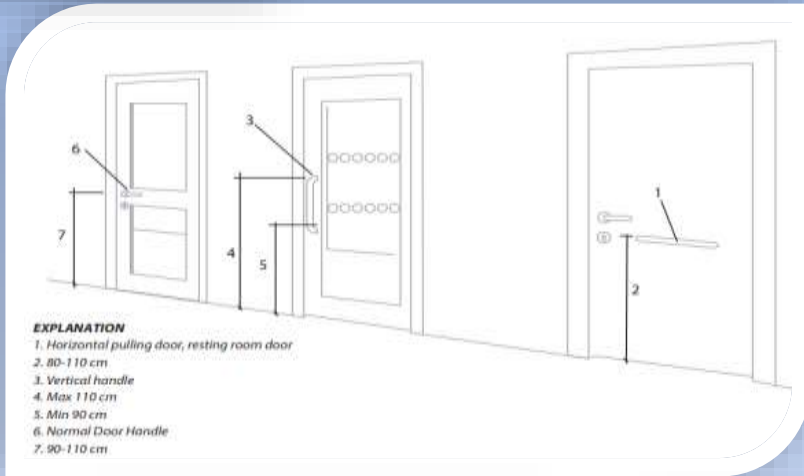 6
3
7
4
5
1
2
EXPLANATION
1. Horizontal pulling door, resting room door
2. 80-110 cm
3. Vertical handle
4. Max 110 cm
5. Min 90 cm
6. Normal Door Handle
7. 90-110 cm